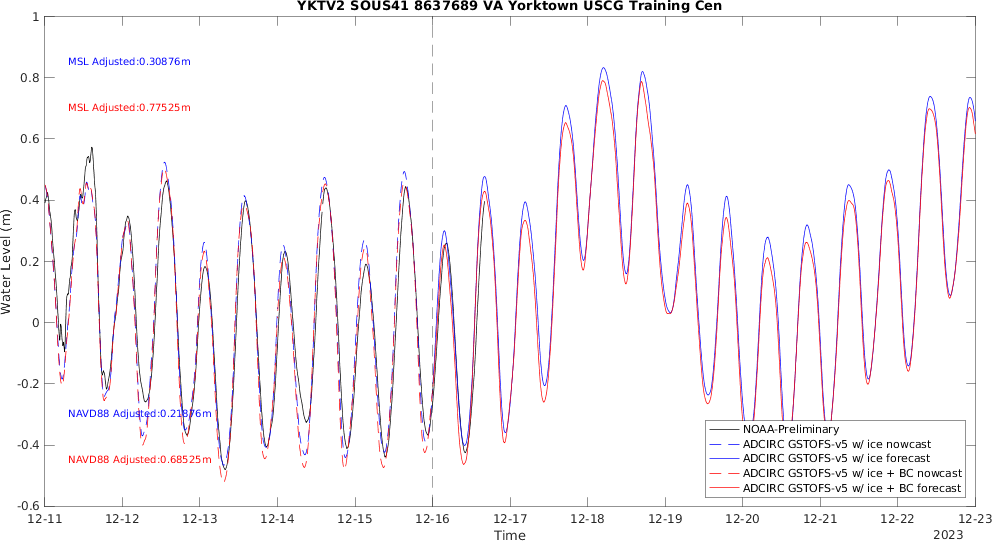 YKTV2 SOUS41 8637689 VA Yorktown USCG Training Cen
1
0.8
0.6
0.4
0.2
0
-0.2
-0.4
-0.6
Water Level (m)
MSL Adjusted:0.30876m
MSL Adjusted:0.77525m
NAVD88 Adjusted:0.21876m
NAVD88 Adjusted:0.68525m
NOAA-Preliminary
ADCIRC GSTOFS-v5 w/ ice nowcast
ADCIRC GSTOFS-v5 w/ ice forecast
ADCIRC GSTOFS-v5 w/ ice + BC nowcast
ADCIRC GSTOFS-v5 w/ ice + BC forecast
12-11 12-12 12-13 12-14 12-15 12-16 12-17 12-18 12-19 12-20 12-21 12-22 12-23
Time
2023